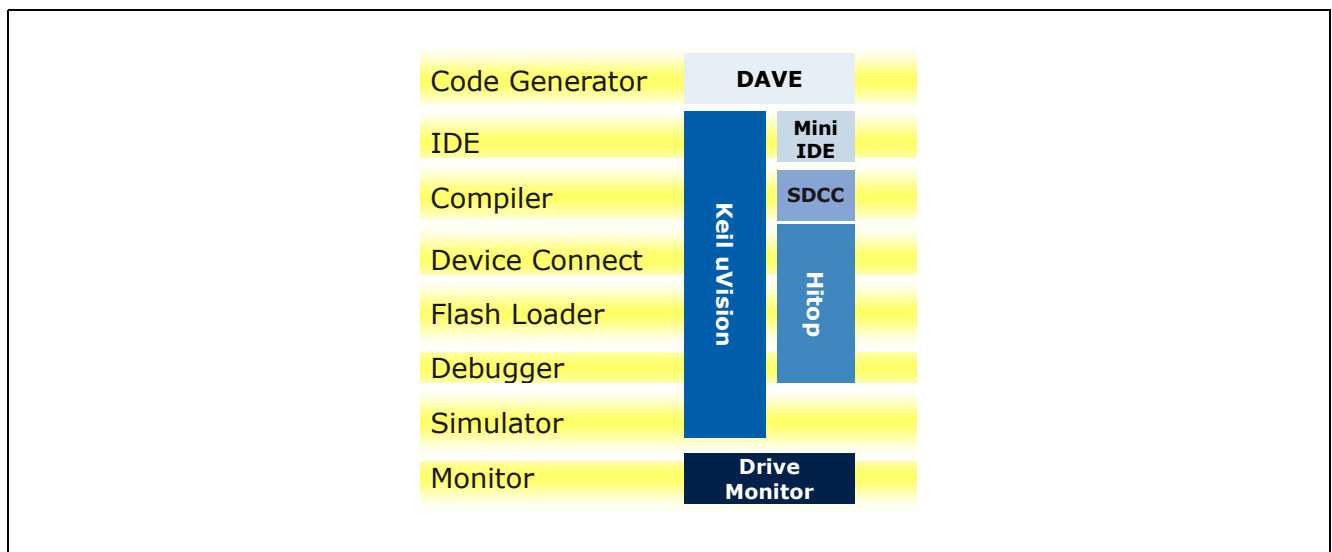 Code Generator
DAVE
IDE
Mini
IDE
Compiler
SDCC
Keil uVision
Device Connect
Hitop
Flash Loader
Debugger
Simulator
Monitor
Drive
Monitor